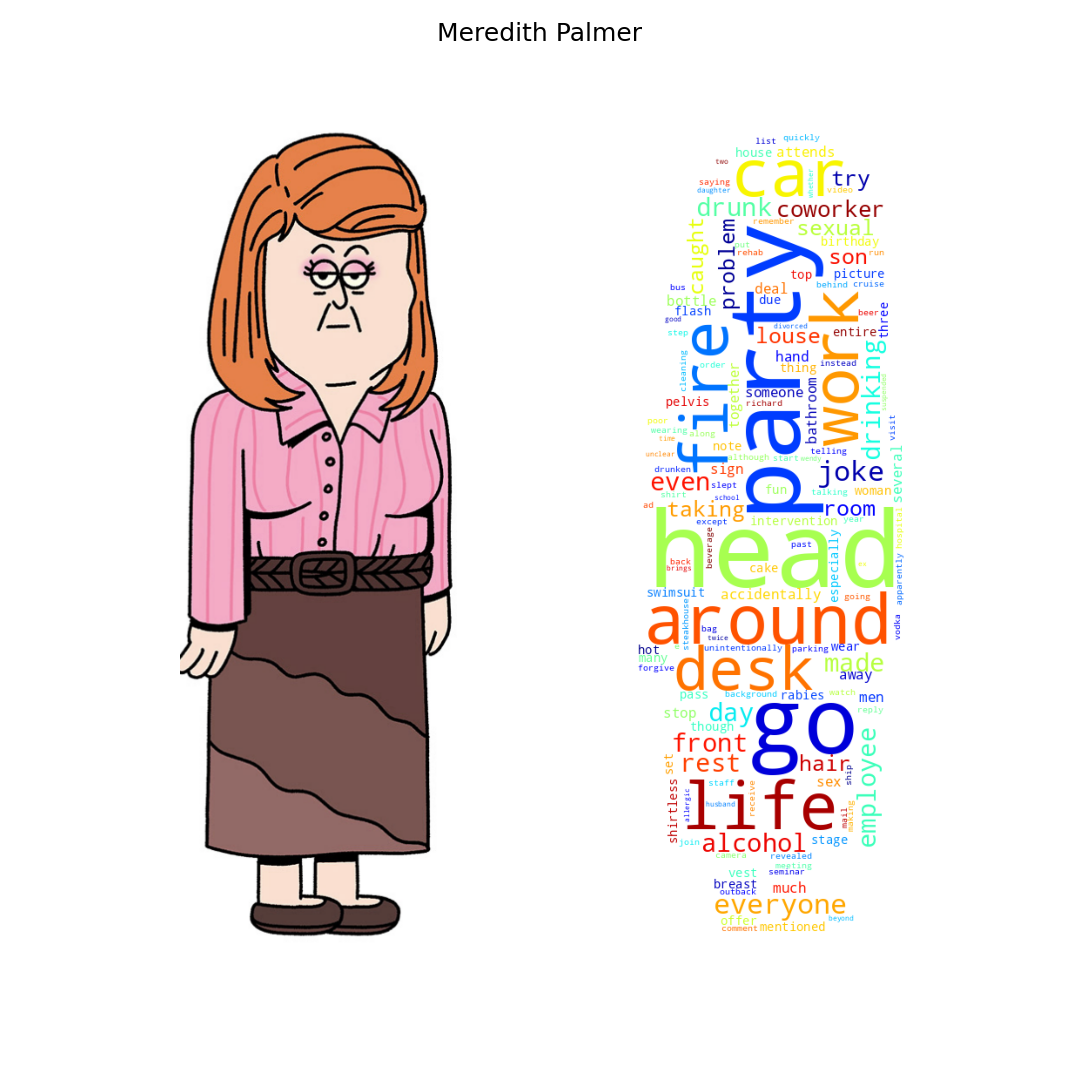 Meredith Palmer
list
quickly
house
attends
two
car
try
saying
daughter
whether
video
drunk
coworker
remember
sexual
caught
problem
party
out
birthday
rehab
son
run
top
picture
bus
deal
behind
cruise
bottle
due
flash
good
beer
three
step
fire
divorced
louse
work
entire
drinking
cleaning
order
hand
thing
instead
together
someone
bathroom
suspended
pelvis
richard
pour
wearing
along
time
note
telling
visit
several
unclear
although
start
wendy
drunken
sign
joke
even
slept
fun
talking
woman
shirt
school
ad
taking
room
except
intervention
year
hospital
head
beverage
past
especially
back
brings
cake
apparently
swimsuit
accidentally
going
steakhouse
around
bag
twice
vodka
hot
unintentionally
parking
wear
many
forgive
desk
made
away
pass
background
rabies
watch
men
stop
day
go
reply
though
front
employee
set
rest
hair
staff
sex
ship
shirtless
allergic
life
husband
receive
mail
making
join
alcohol
stage
camera
revealed
meeting
vest
seminar
breast
outback
much
everyone
offer
beyond
comment
mentioned